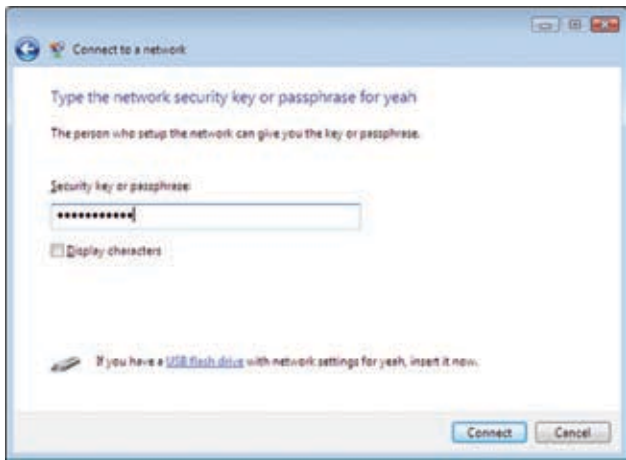 Connect to a network
Type the network security key or passphrase for yeah
The person who setup the network can give you the key or passphrase.
Security key or passphrase:
•••••••••••
Display characters
If you have a USB flash drive with network settings for yeah, insert it now.
Connect Cancel